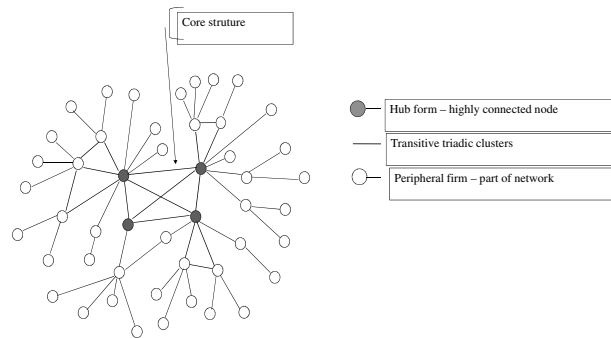 Core struture
Hub form – highly connected node
Transitive triadic clusters
Peripheral firm – part of network